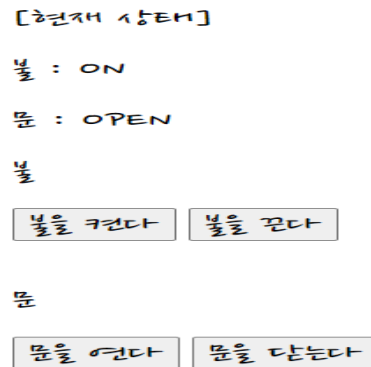 [현재 상태]
불 : ON
문 : OPEN
불
불을 켠다 불을 끈다
문
문을 연다 문을 닫는다